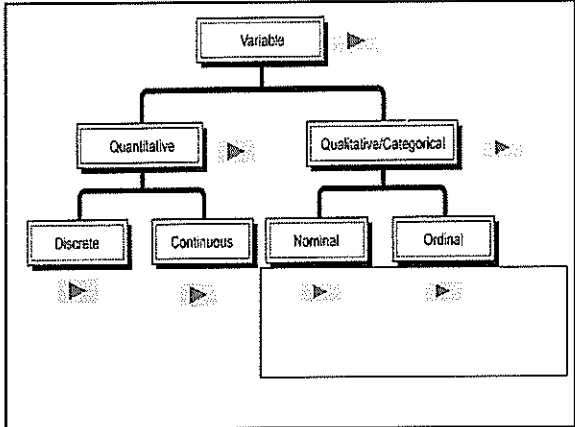 Variable
Quantitative
Qualitative/Categorical
Discrete
Continuous
Nominal
Ordinal